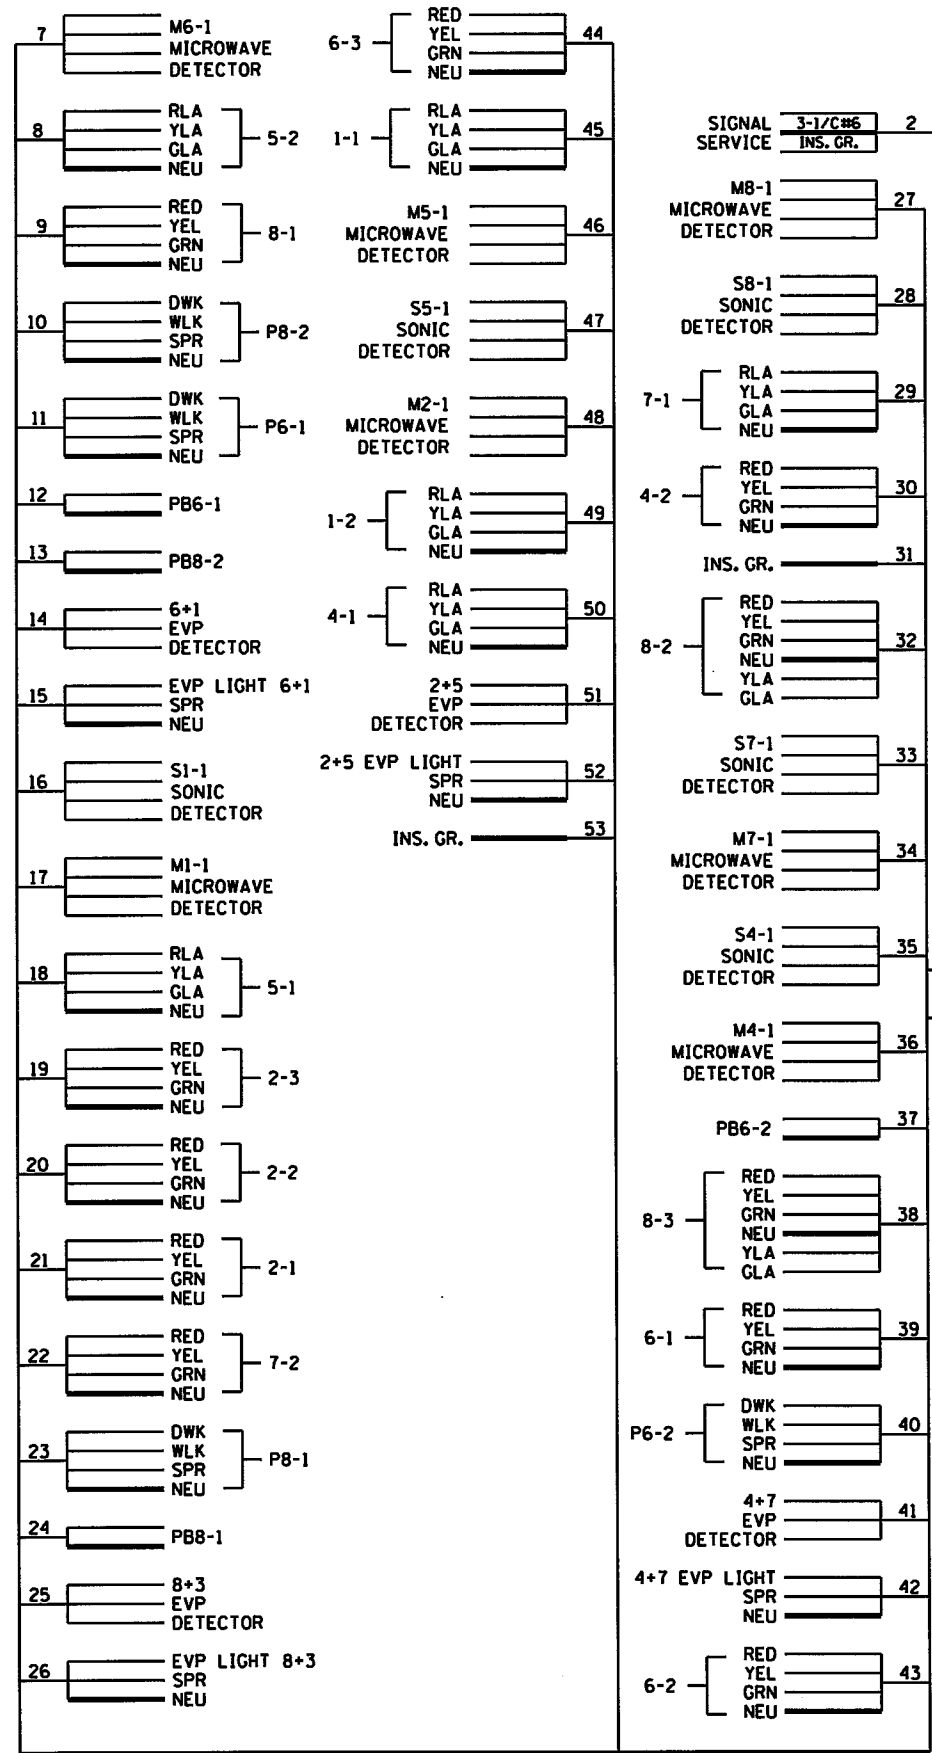 7
M6-1
MICROWAVE
DETECTOR
8
RLA
YLA
GLA
NEU
5-2
9
RED
YEL
GRN
NEU
8-1
10
DWK
WLK
SPR
NEU
P8-2
11
DWK
WLK
SPR
NEU
P6-1
12
PB6-1
13
PB8-2
14
6+1
EVP
DETECTOR
15
EVP LIGHT 6+1
SPR
NEU
16
S1-1
SONIC
DETECTOR
17
M1-1
MICROWAVE
DETECTOR
18
RLA
YLA
GLA
NEU
5-1
19
RED
YEL
GRN
NEU
2-3
20
RED
YEL
GRN
NEU
2-2
21
RED
YEL
GRN
NEU
2-1
22
RED
YEL
GRN
NEU
7-2
23
DWK
WLK
SPR
NEU
P8-1
24
PB8-1
25
8+3
EVP
DETECTOR
26
EVP LIGHT 8+3
SPR
NEU
6-3
RED
YEL
GRN
NEU
44
1-1
RLA
YLA
GLA
NEU
45
M5-1
MICROWAVE
DETECTOR
46
S5-1
SONIC
DETECTOR
47
M2-1
MICROWAVE
DETECTOR
48
1-2
RLA
YLA
GLA
NEU
49
4-1
RLA
YLA
GLA
NEU
50
2+5
EVP
DETECTOR
51
2+5 EVP LIGHT
SPR
NEU
52
INS. GR.
53
SIGNAL
SERVICE
3-1/C#6
INS. GR.
2
M8-1
MICROWAVE
DETECTOR
27
S8-1
SONIC
DETECTOR
28
7-1
RLA
YLA
GLA
NEU
29
4-2
RED
YEL
GRN
NEU
30
INS. GR.
31
8-2
RED
YEL
GRN
NEU
YLA
GLA
32
S7-1
SONIC
DETECTOR
33
M7-1
MICROWAVE
DETECTOR
34
S4-1
SONIC
DETECTOR
35
M4-1
MICROWAVE
DETECTOR
36
PB6-2
37
8-3
RED
YEL
GRN
NEU
YLA
GLA
38
6-1
RED
YEL
GRN
NEU
39
P6-2
DWK
WLK
SPR
NEU
40
4+7
EVP
DETECTOR
41
4+7 EVP LIGHT
SPR
NEU
42
6-2
RED
YEL
GRN
NEU
43